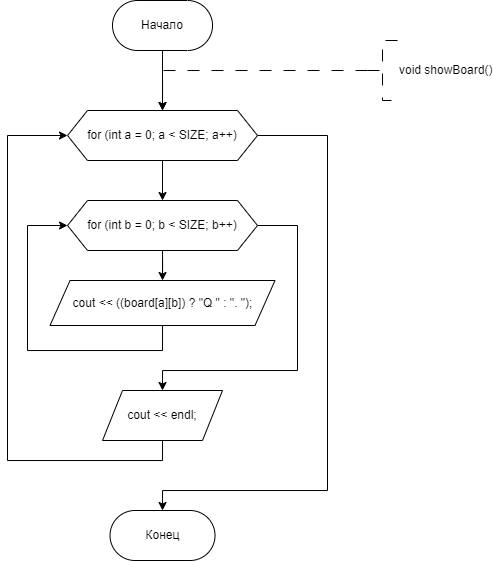 Начало
void showBoard()
for (int a = 0; a < SIZE; a++)
for (int b = 0; b < SIZE; b++)
cout << ((board[a][b]) ? "Q " : ". ");
cout << endl;
Конец